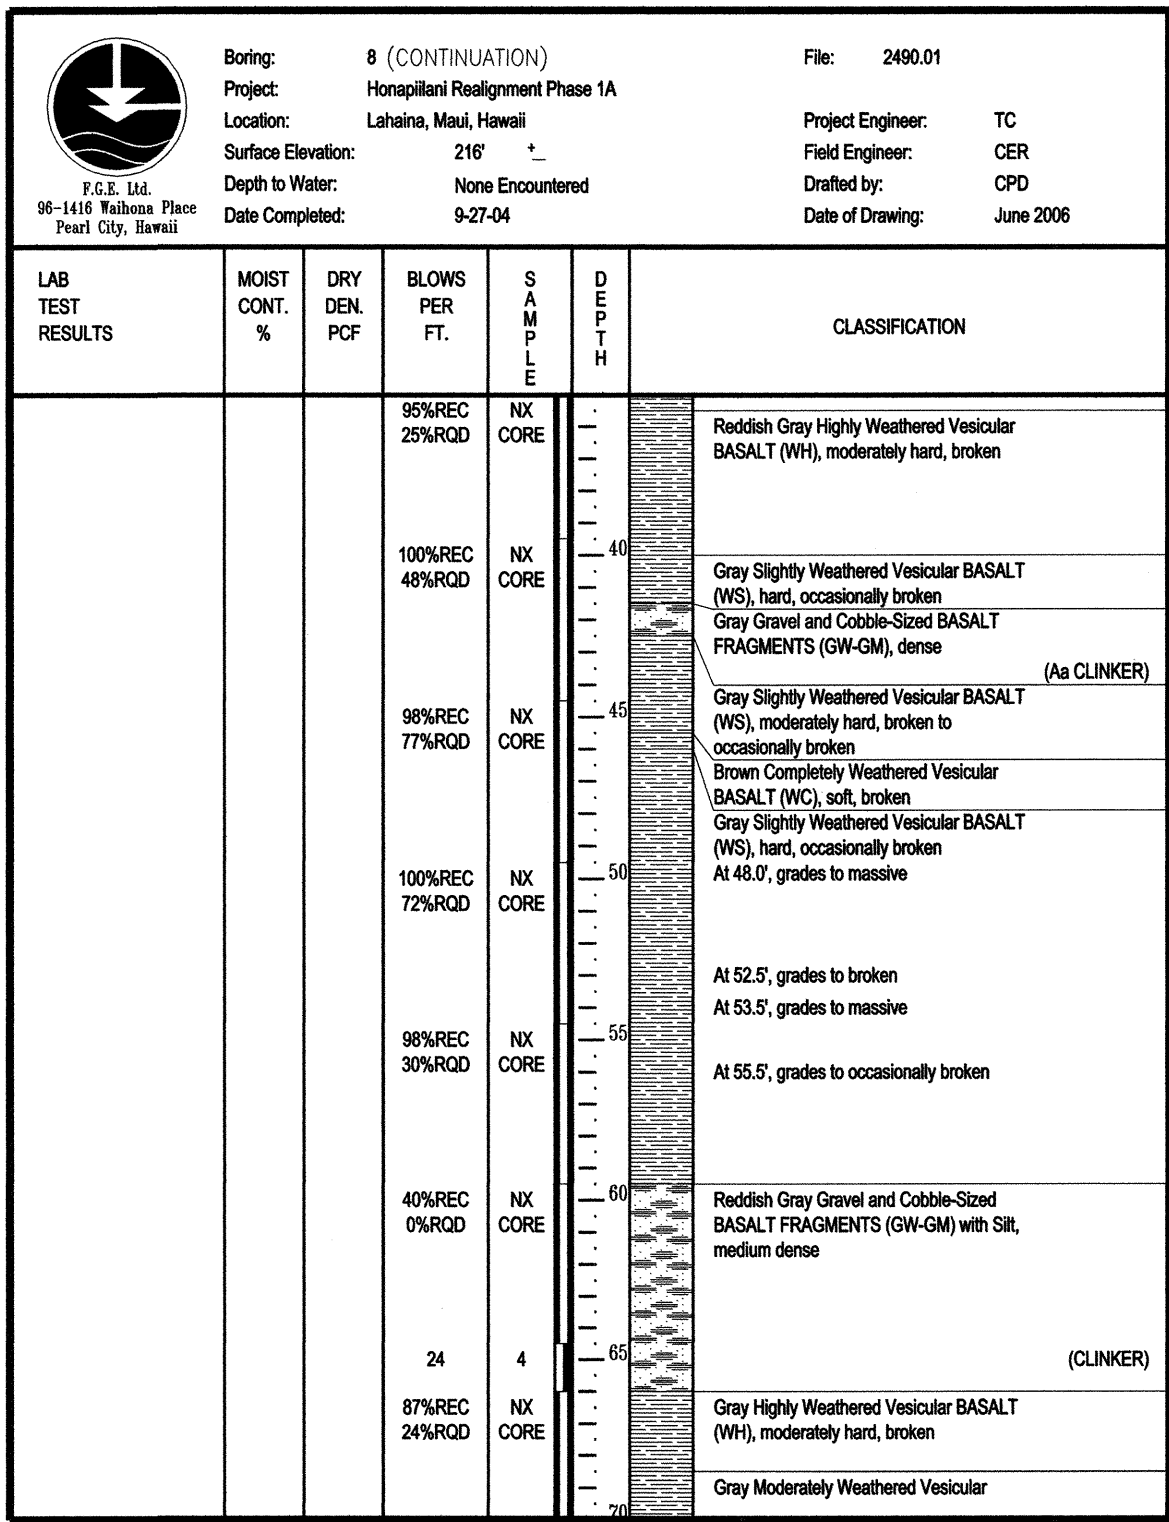 Boring: 8 (CONTINUATION) File: 2490.01
Project: Honapiilani Realignment Phase 1A
Location: Lahaina, Maui, Hawaii Project Engineer: TC
Surface Elevation: 216' +_ Field Engineer: CER
Depth to Water: None Encountered Drafted by: CPD
Date Completed: 9-27-04 Date of Drawing: June 2006
F.G.E. Ltd.
96-1416 Waihona Place
Pearl City, Hawaii
LAB TEST RESULTS
MOIST CONT. %
DRY DEN. PCF
BLOWS PER FT.
SAMPLE
DEPTH
CLASSIFICATION
95%REC NX
25%RQD CORE
Reddish Gray Highly Weathered Vesicular
BASALT (WH), moderately hard, broken
40
100%REC NX
48%RQD CORE
Gray Slightly Weathered Vesicular BASALT
(WS), hard, occasionally broken
Gray Gravel and Cobble-Sized BASALT
FRAGMENTS (GW-GM), dense
(Aa CLINKER)
45
98%REC NX
77%RQD CORE
Gray Slightly Weathered Vesicular BASALT
(WS), moderately hard, broken to
occasionally broken
Brown Completely Weathered Vesicular
BASALT (WC), soft, broken
Gray Slightly Weathered Vesicular BASALT
(WS), hard, occasionally broken
At 48.0', grades to massive
50
100%REC NX
72%RQD CORE
At 52.5', grades to broken
At 53.5', grades to massive
55
98%REC NX
30%RQD CORE
At 55.5', grades to occasionally broken
60
40%REC NX
0%RQD CORE
Reddish Gray Gravel and Cobble-Sized
BASALT FRAGMENTS (GW-GM) with Silt,
medium dense
24 4 65 (CLINKER)
87%REC NX
24%RQD CORE
Gray Highly Weathered Vesicular BASALT
(WH), moderately hard, broken
Gray Moderately Weathered Vesicular
70